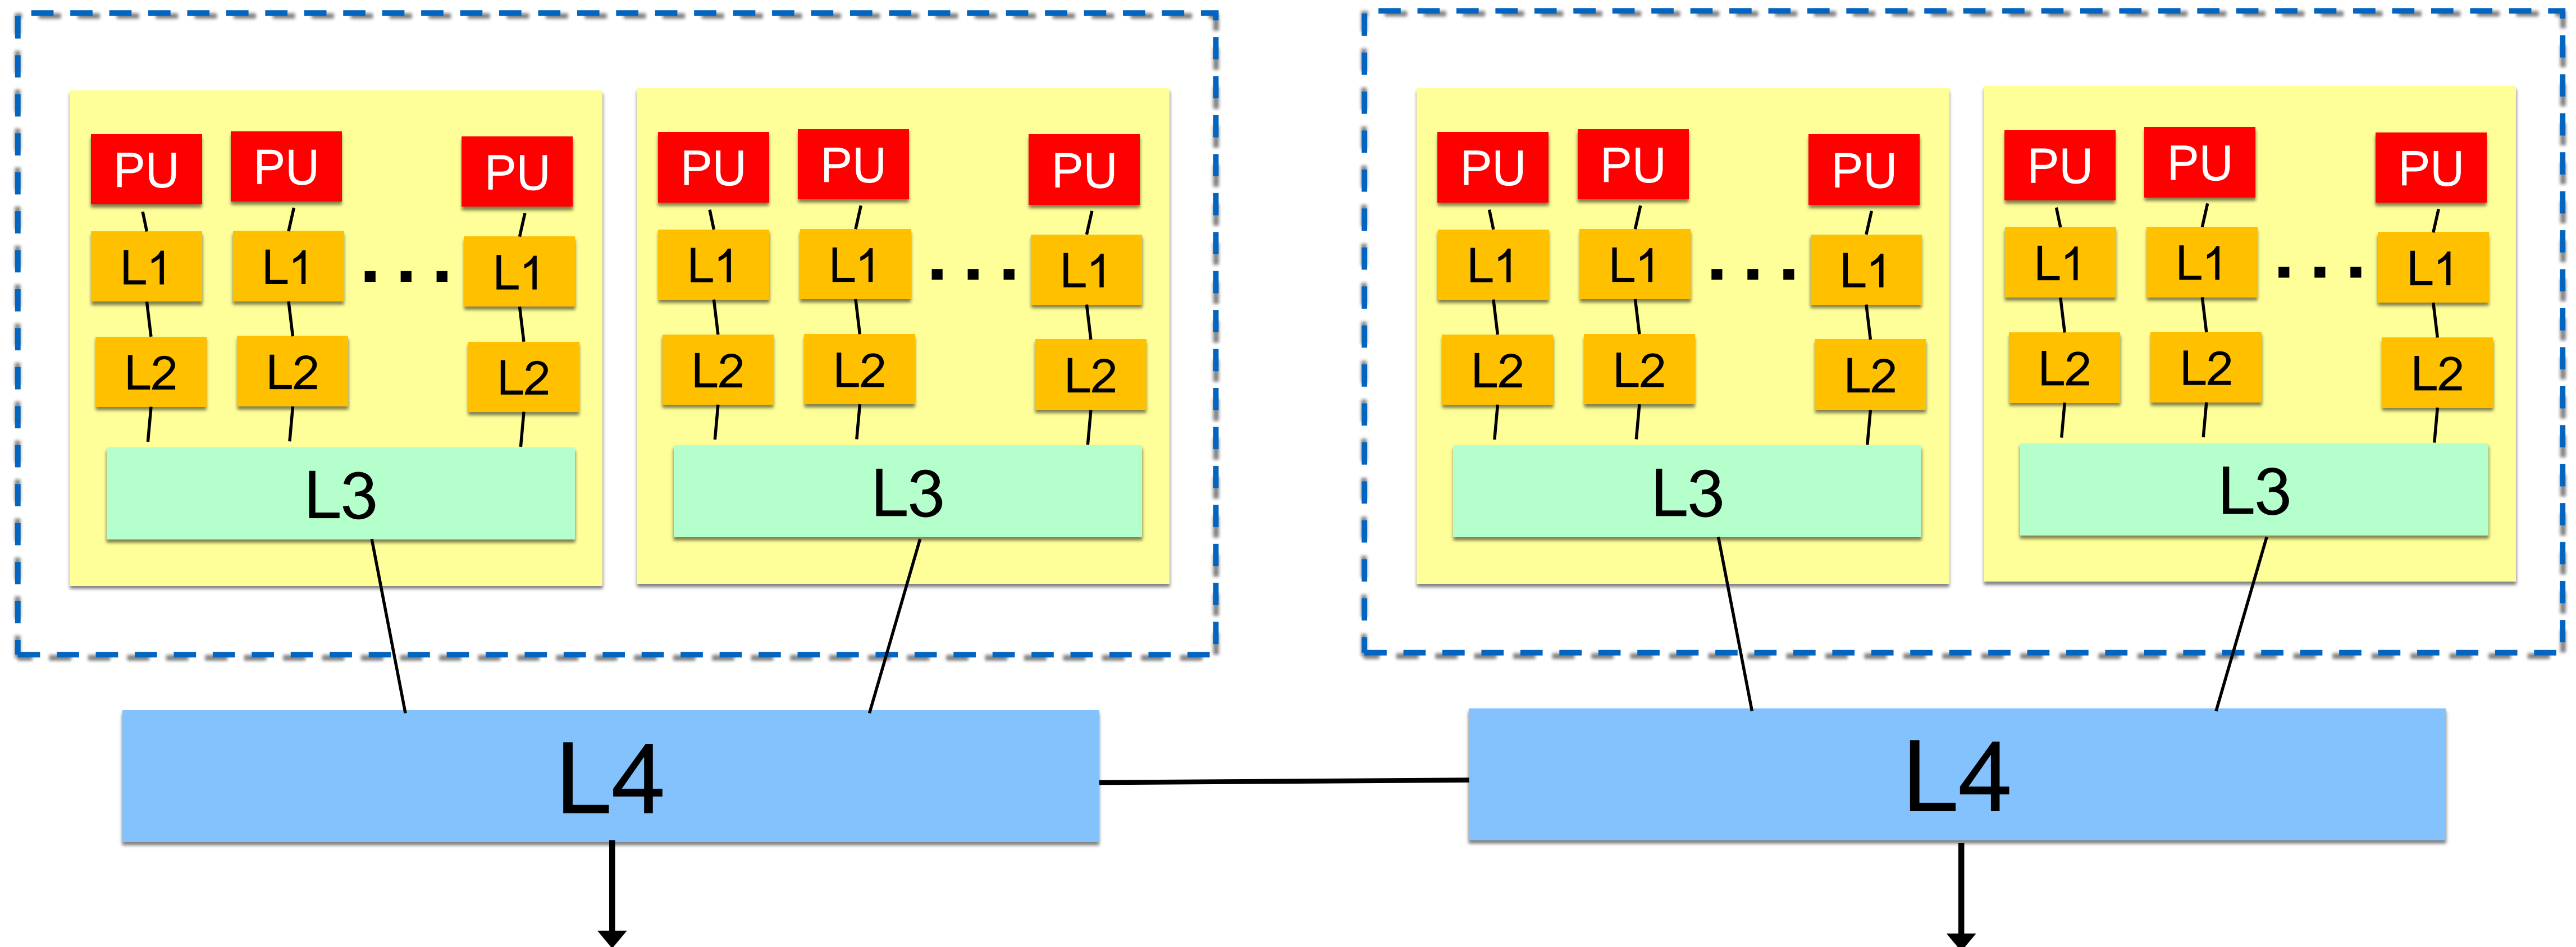 PU PU PU PU PU PU PU PU PU PU PU PU
L1 L1 ... L1 L1 L1 ... L1 L1 L1 ... L1 L1 L1 ... L1
L2 L2 L2 L2 L2 L2 L2 L2 L2 L2 L2 L2
L3 L3 L3 L3
L4 L4